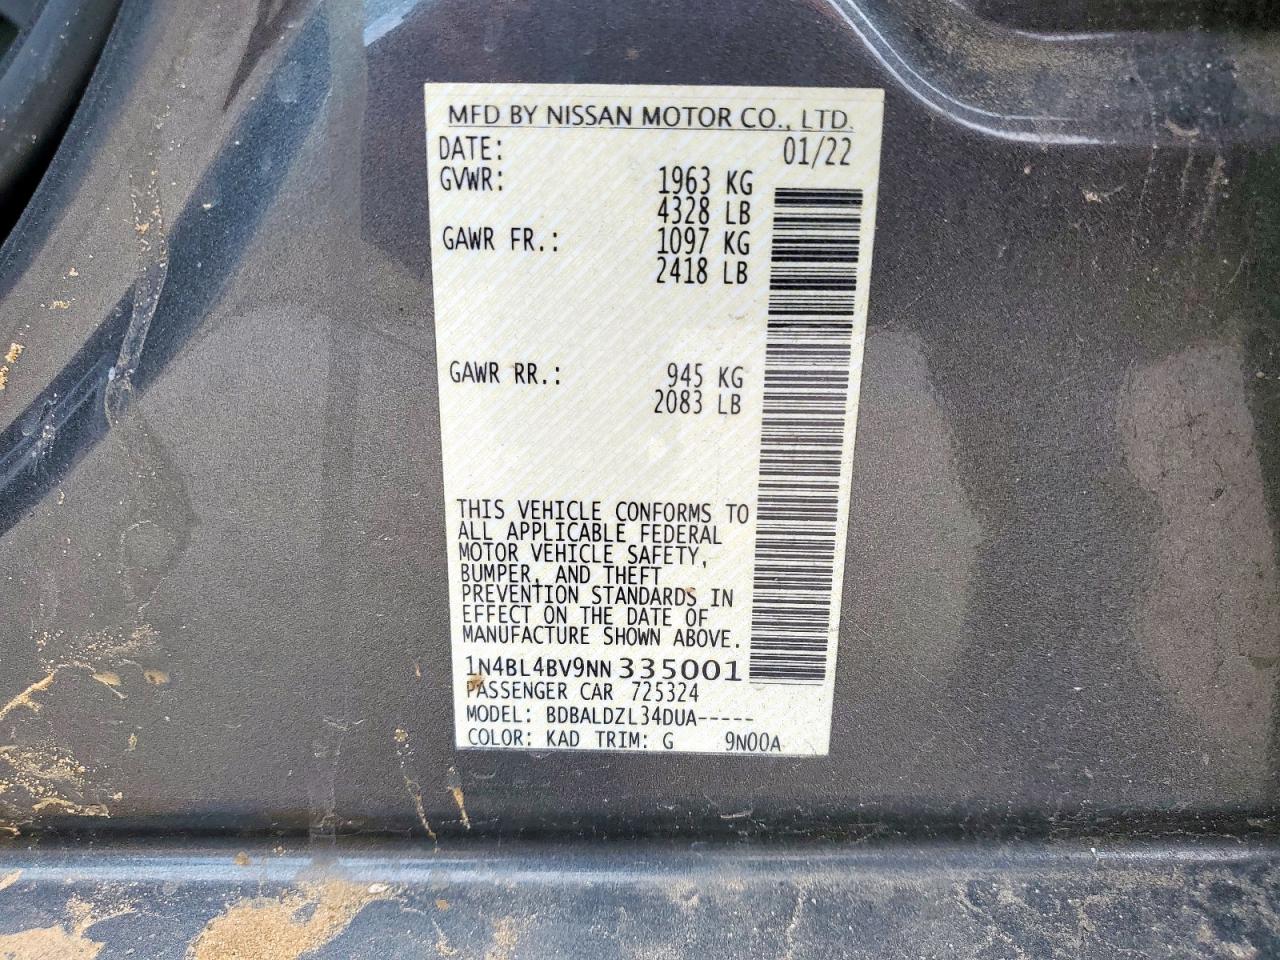 MFD BY NISSAN MOTOR CO., LTD.
DATE: 01/22
GVWR: 1963 KG
4328 LB
GAWR FR.: 1097 KG
2418 LB
GAWR RR.: 945 KG
2083 LB
THIS VEHICLE CONFORMS TO
ALL APPLICABLE FEDERAL
MOTOR VEHICLE SAFETY,
BUMPER, AND THEFT
PREVENTION STANDARDS IN
EFFECT ON THE DATE OF
MANUFACTURE SHOWN ABOVE.
1N4BL4BV9NN335001
PASSENGER CAR 725324
MODEL: BDBALDZL34DUA-----
COLOR: KAD TRIM: G 9N00A